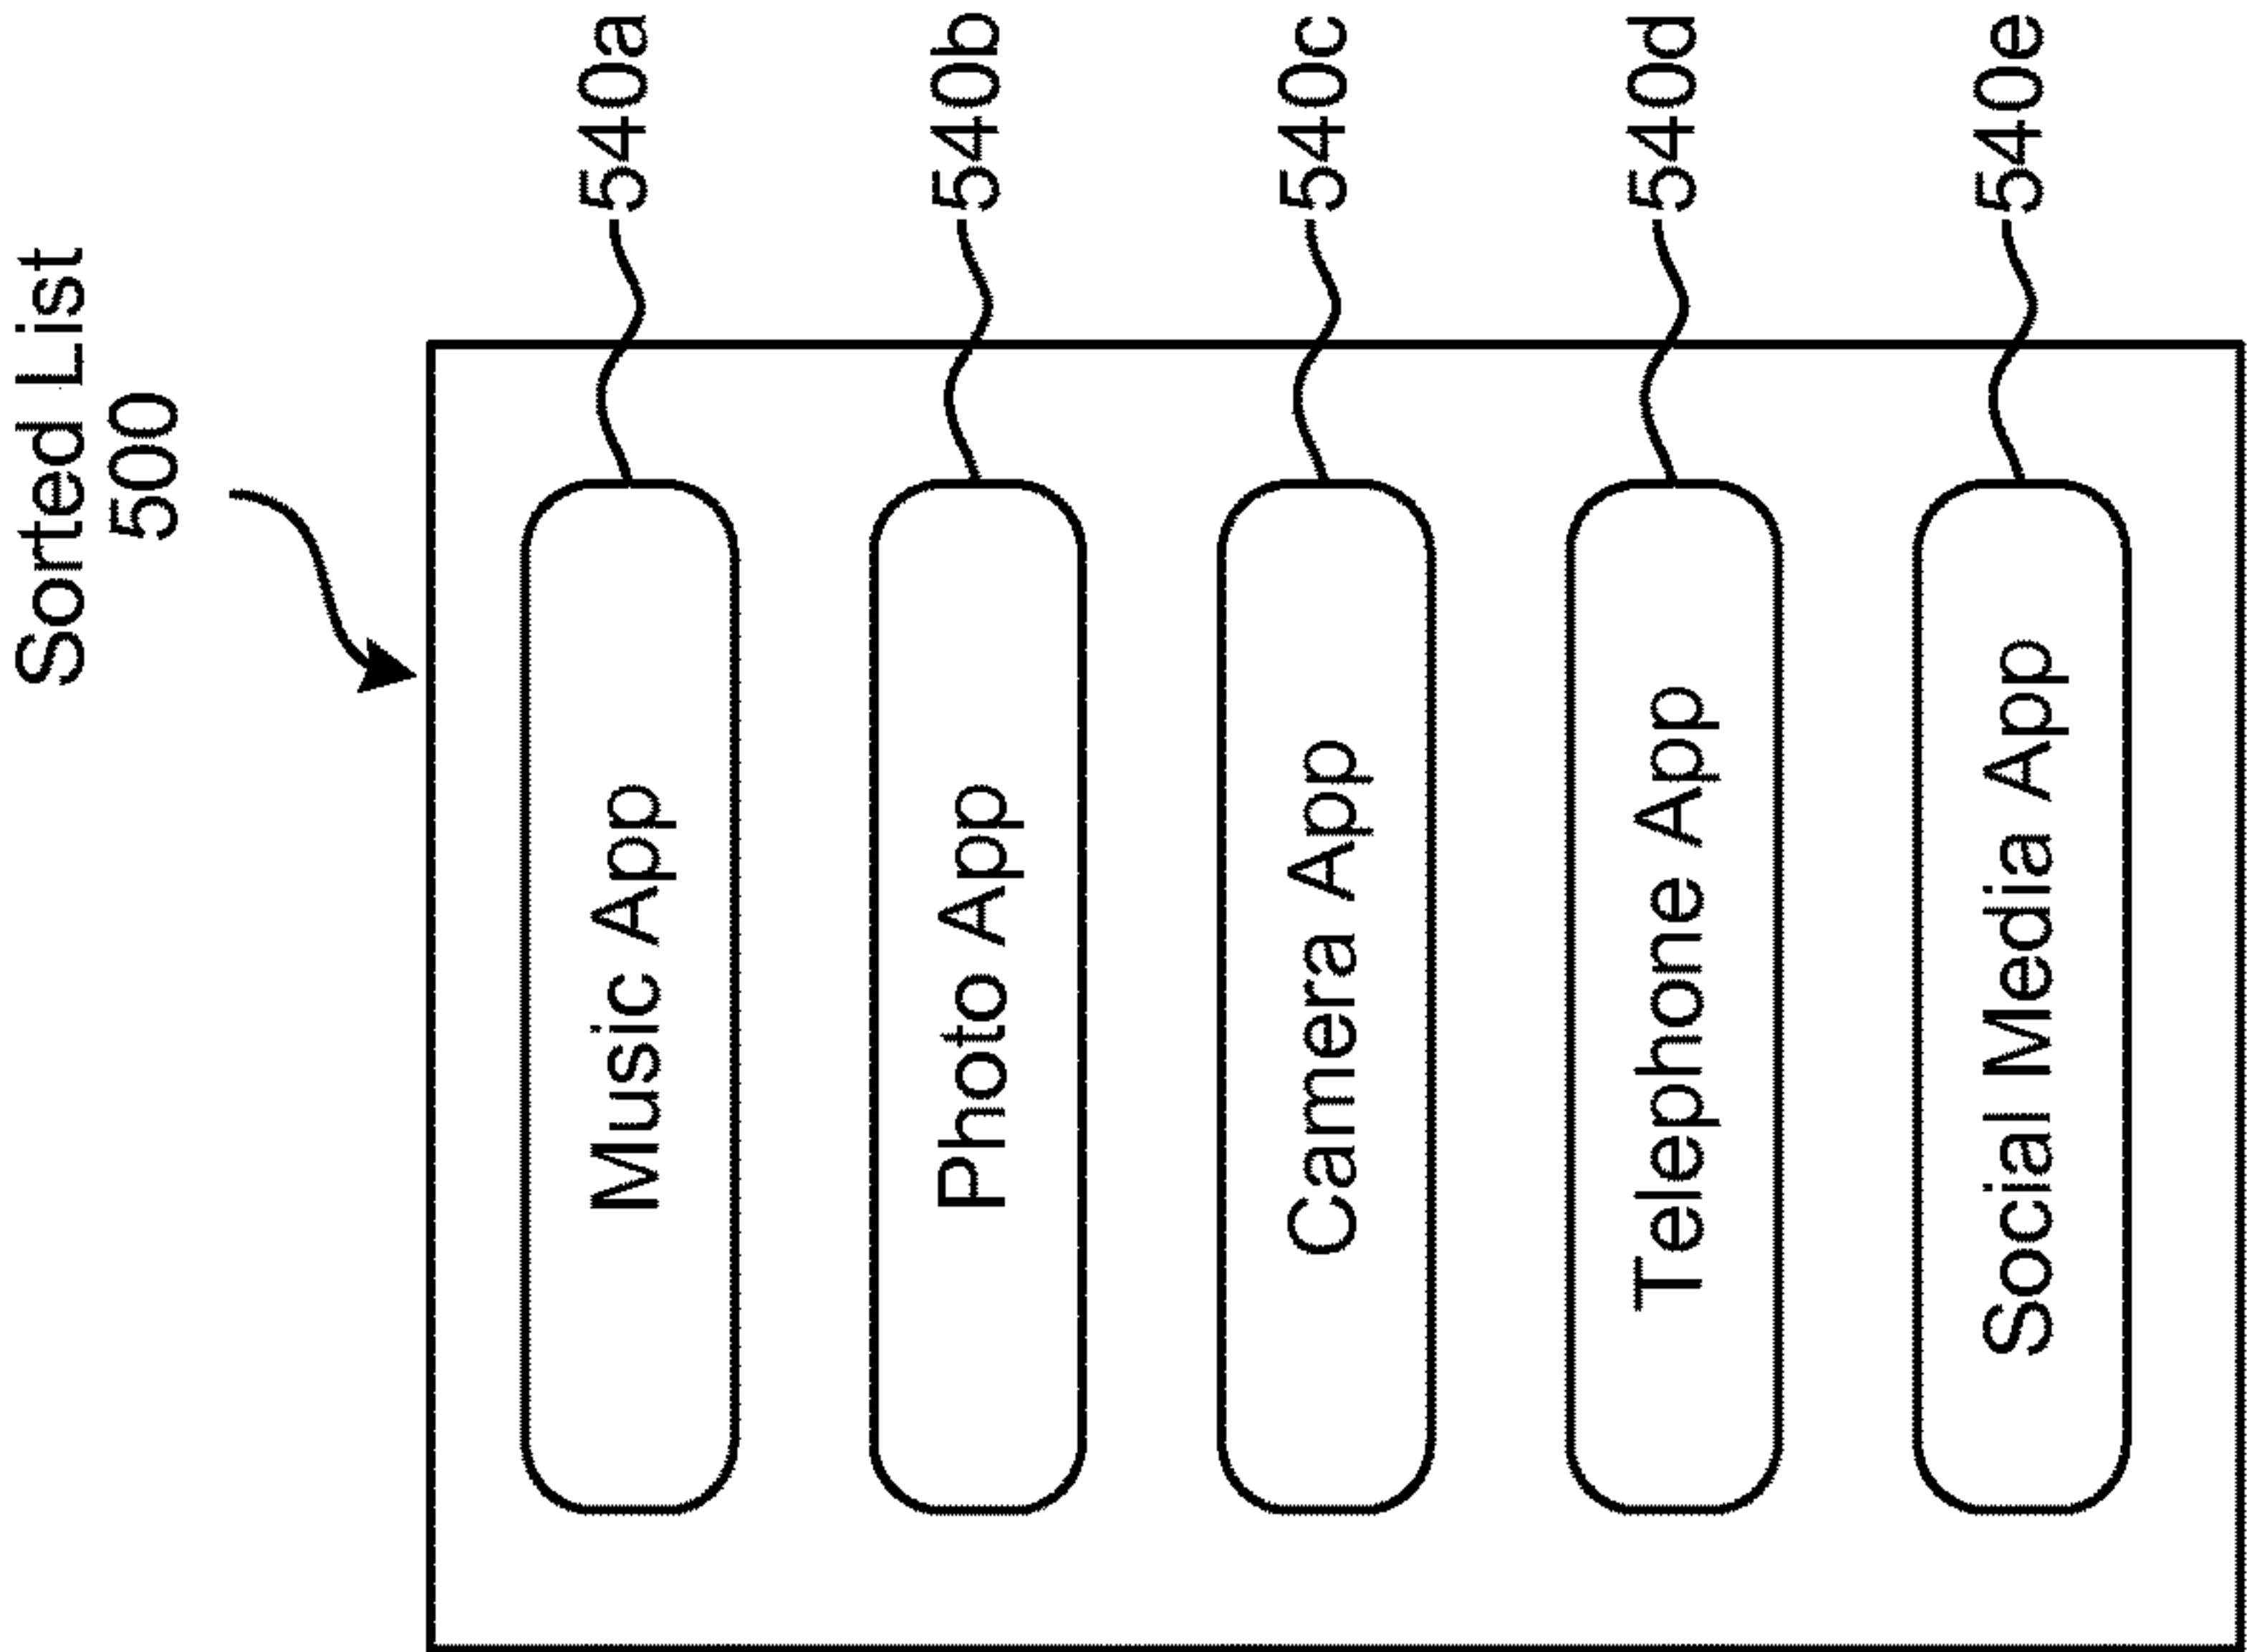 Sorted List
500
Music App
540a
Photo App
540b
Camera App
540c
Telephone App
540d
Social Media App
540e